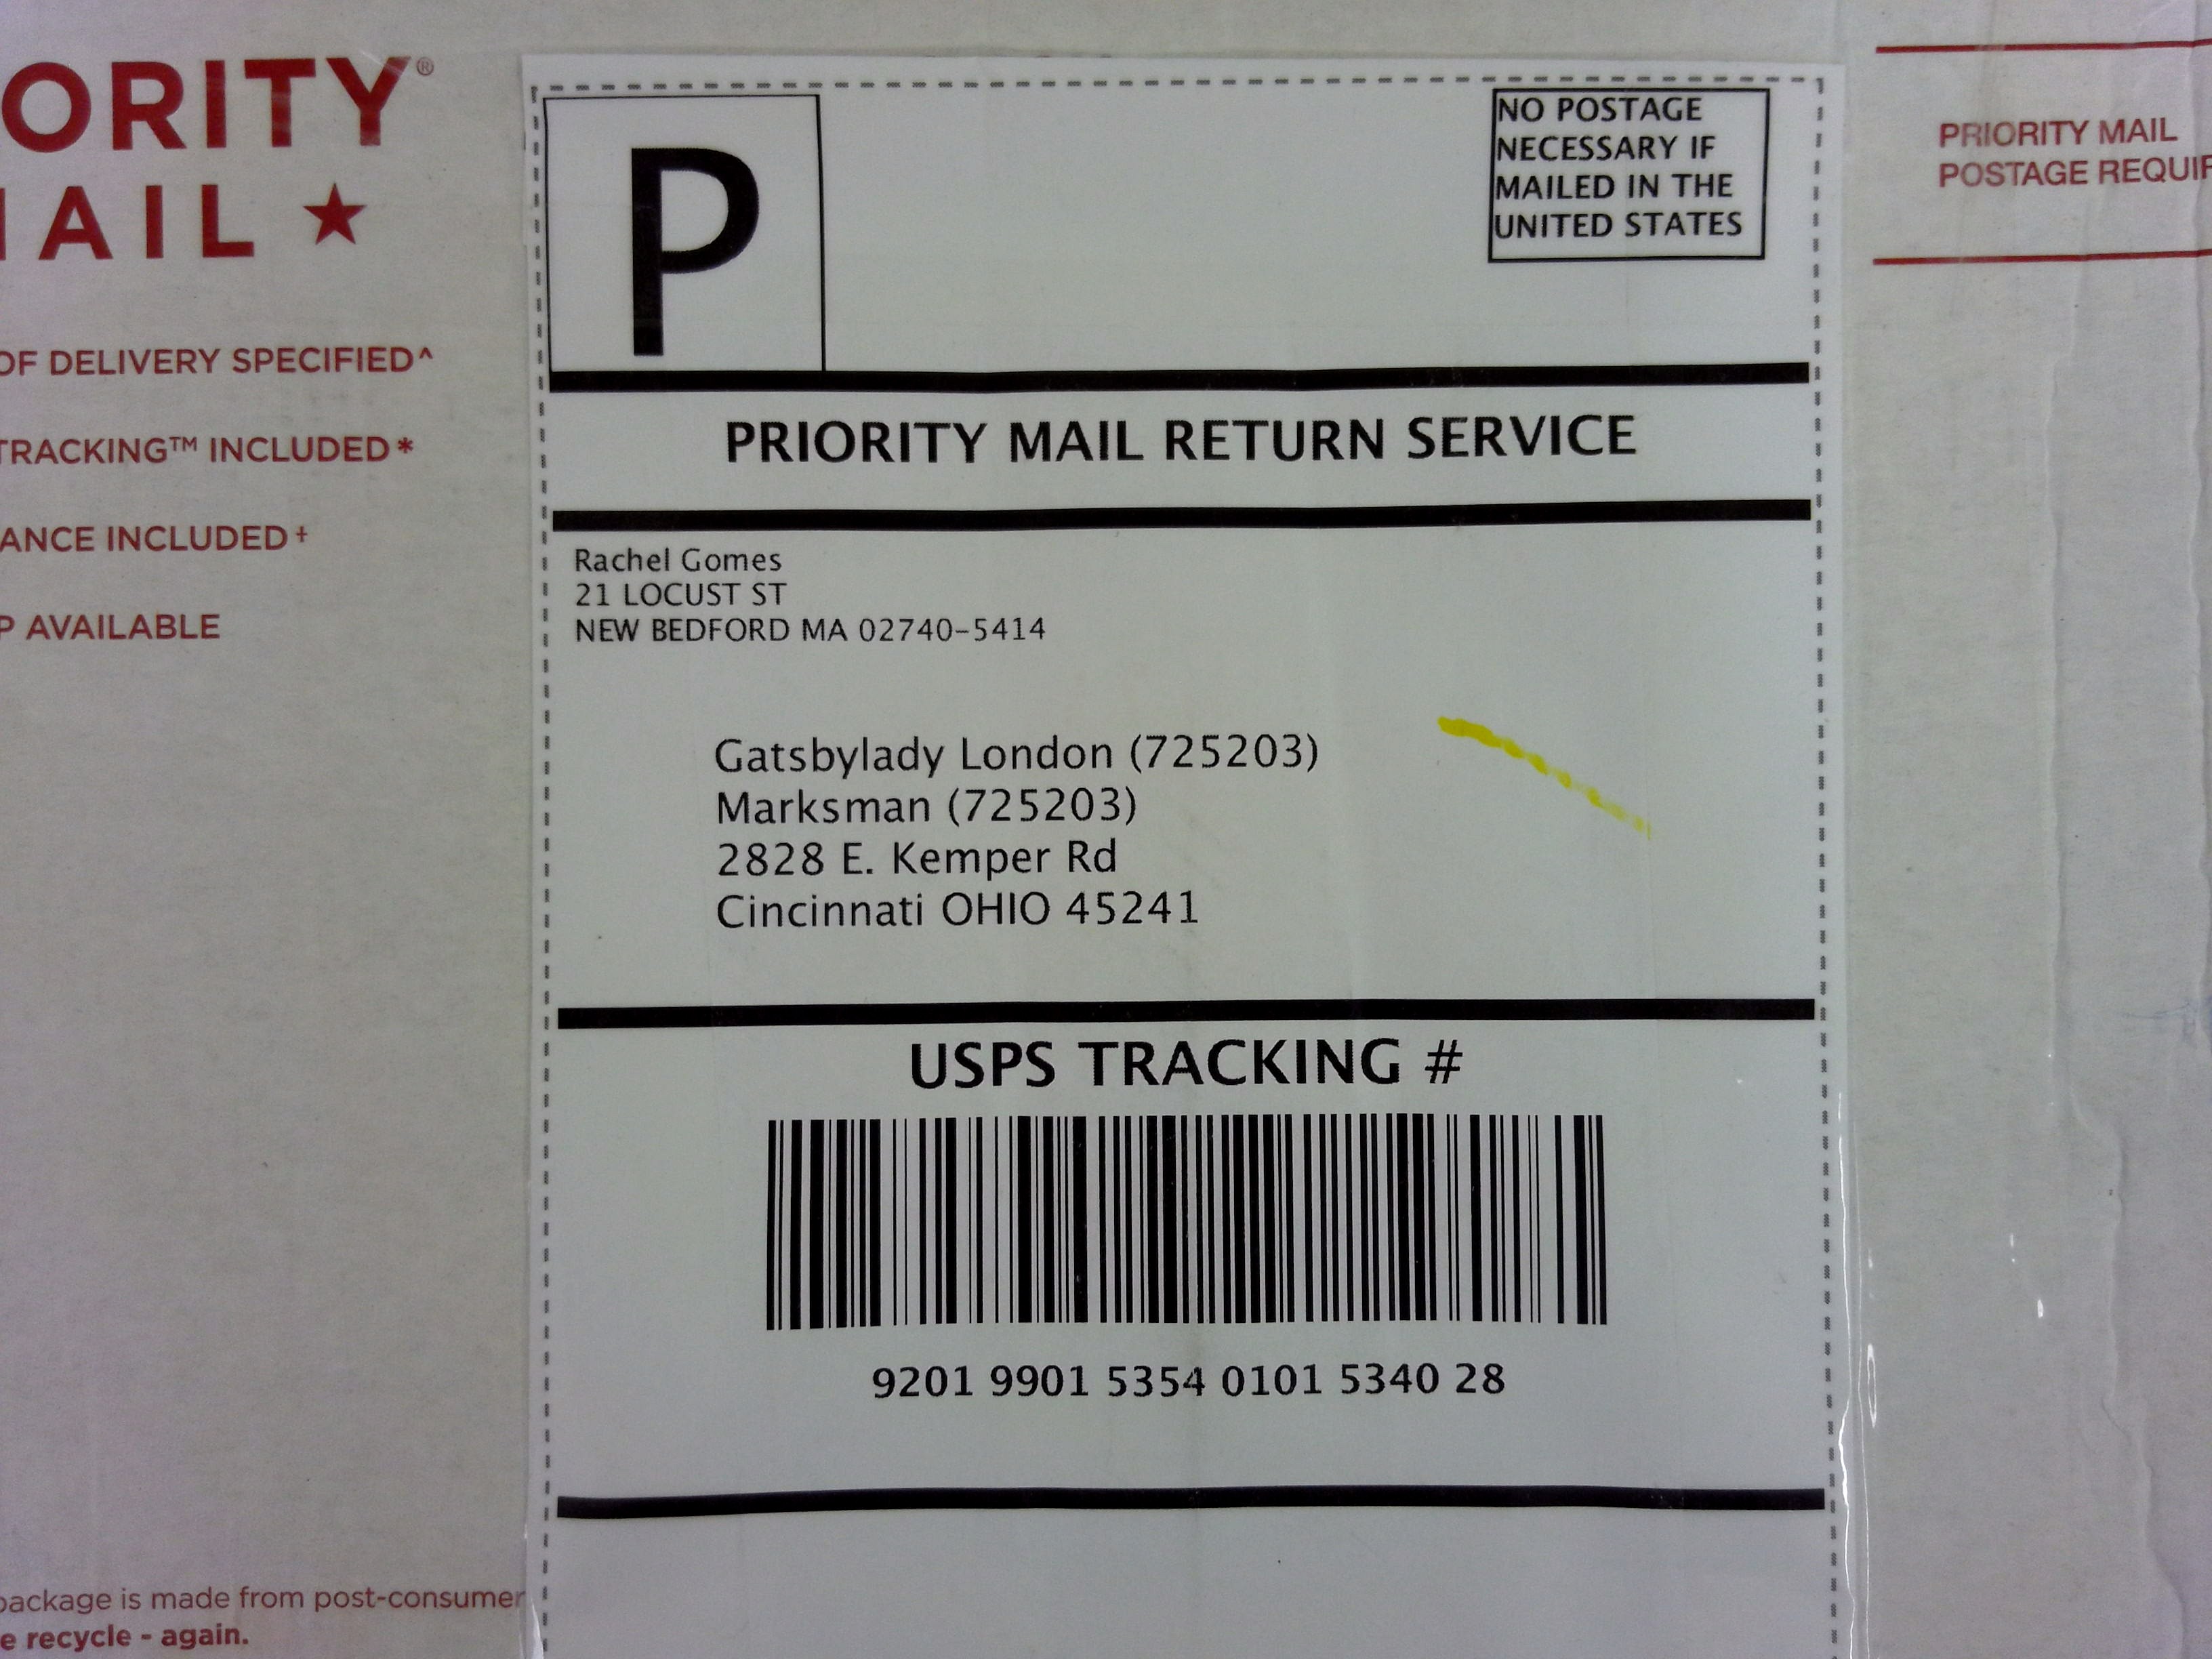 ORITY®
AIL ★
OF DELIVERY SPECIFIED^
TRACKING™ INCLUDED*
ANCE INCLUDED†
P AVAILABLE
package is made from post-consumer
e recycle - again.
P
NO POSTAGE
NECESSARY IF
MAILED IN THE
UNITED STATES
PRIORITY MAIL RETURN SERVICE
Rachel Gomes
21 LOCUST ST
NEW BEDFORD MA 02740-5414
Gatsbylady London (725203)
Marksman (725203)
2828 E. Kemper Rd
Cincinnati OHIO 45241
USPS TRACKING #
9201 9901 5354 0101 5340 28
PRIORITY MAIL
POSTAGE REQUIR